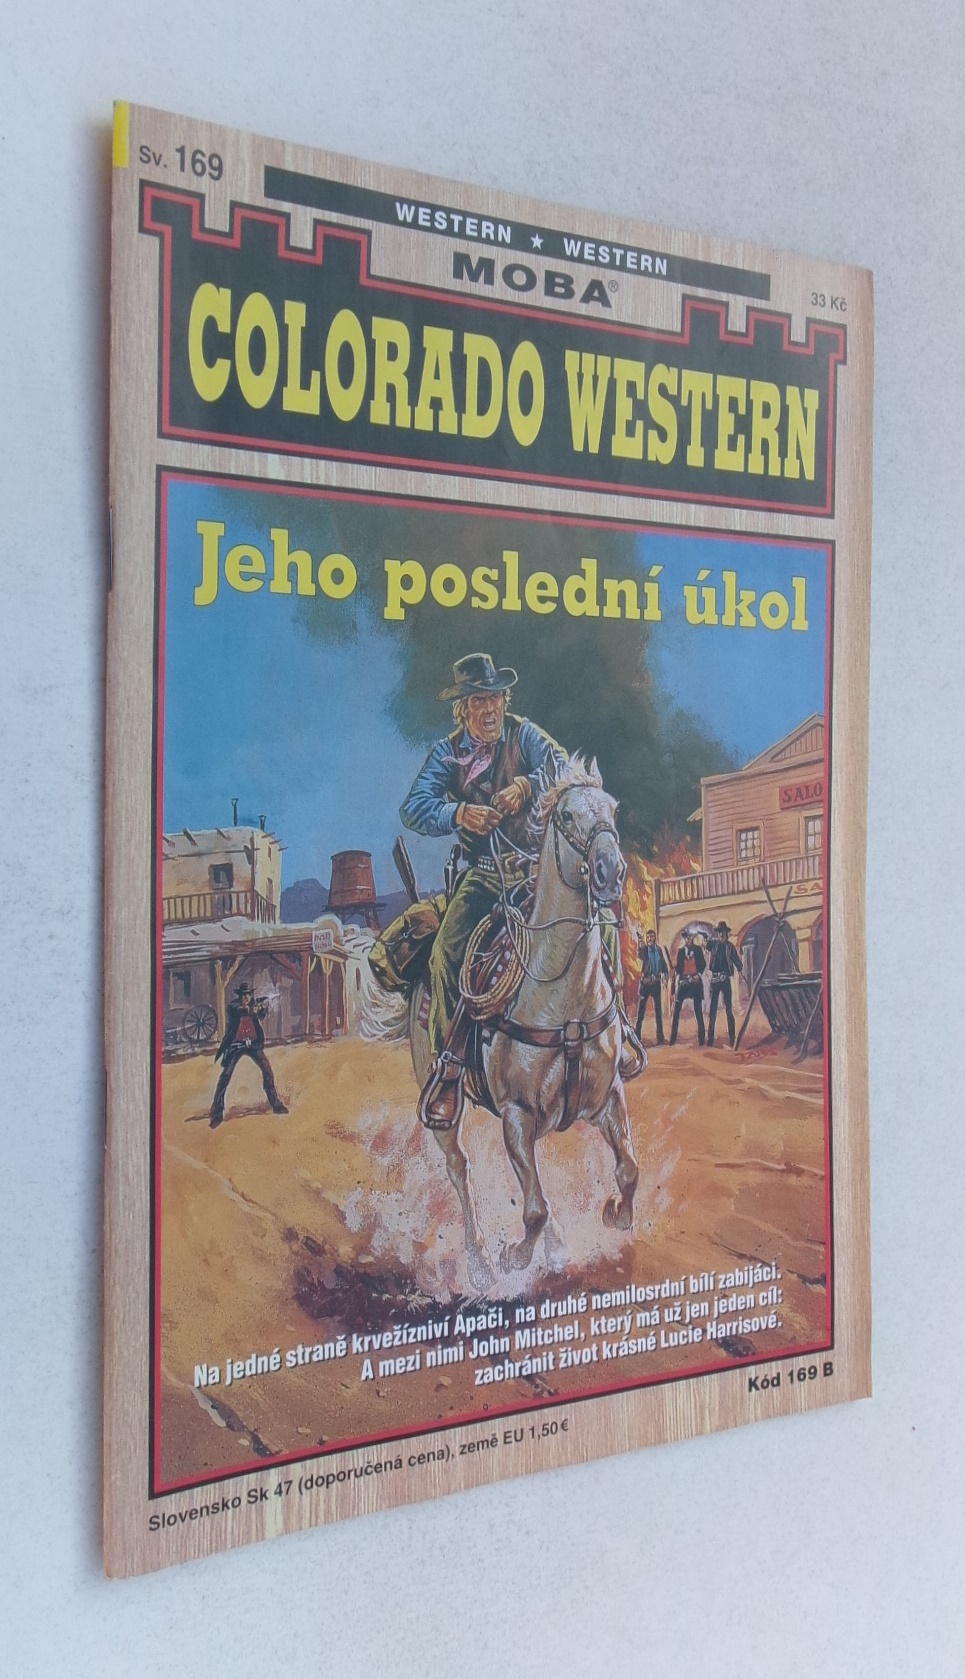 Sv. 169
WESTERN ★ WESTERN
MOBA®
33 Kč
COLORADO WESTERN
Jeho poslední úkol
SALO
SA
Na jedné straně krvežízniví Apači, na druhé nemilosrdní bílí zabijáci.
A mezi nimi John Mitchel, který má už jen jeden cíl:
zachránit život krásné Lucie Harrisové.
Kód 169 B
Slovensko Sk 47 (doporučená cena), země EU 1,50 €